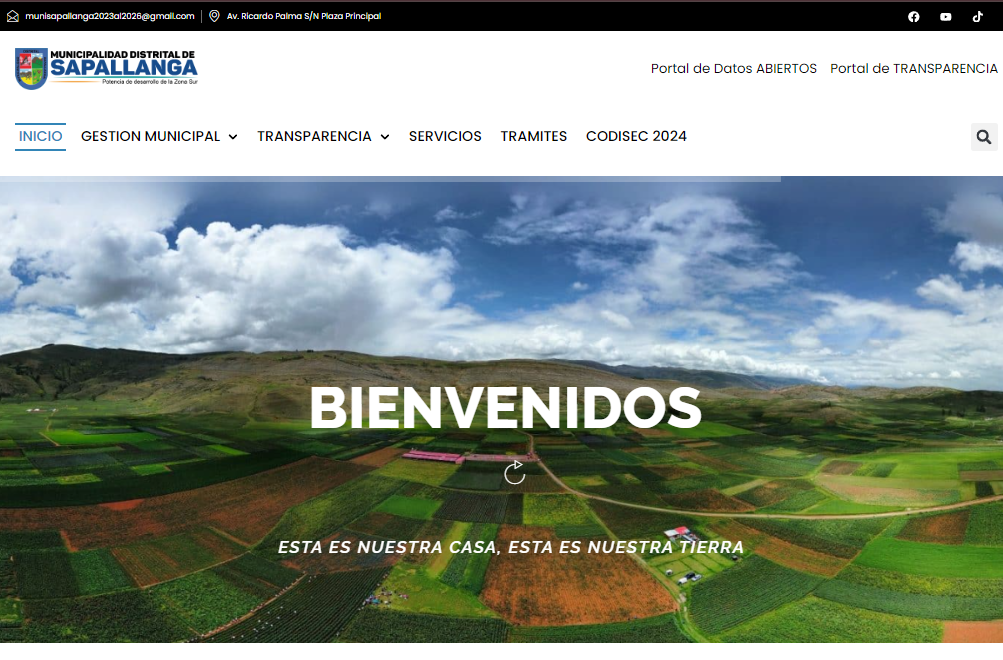 munisapallanga2023al2026@gmail.com
Av. Ricardo Palma S/N Plaza Principal
MUNICIPALIDAD DISTRITAL DE
SAPALLANGA
Potencia de desarrollo de la Zona Sur
Portal de Datos ABIERTOS
Portal de TRANSPARENCIA
INICIO
GESTION MUNICIPAL
TRANSPARENCIA
SERVICIOS
TRAMITES
CODISEC 2024
BIENVENIDOS
ESTA ES NUESTRA CASA, ESTA ES NUESTRA TIERRA